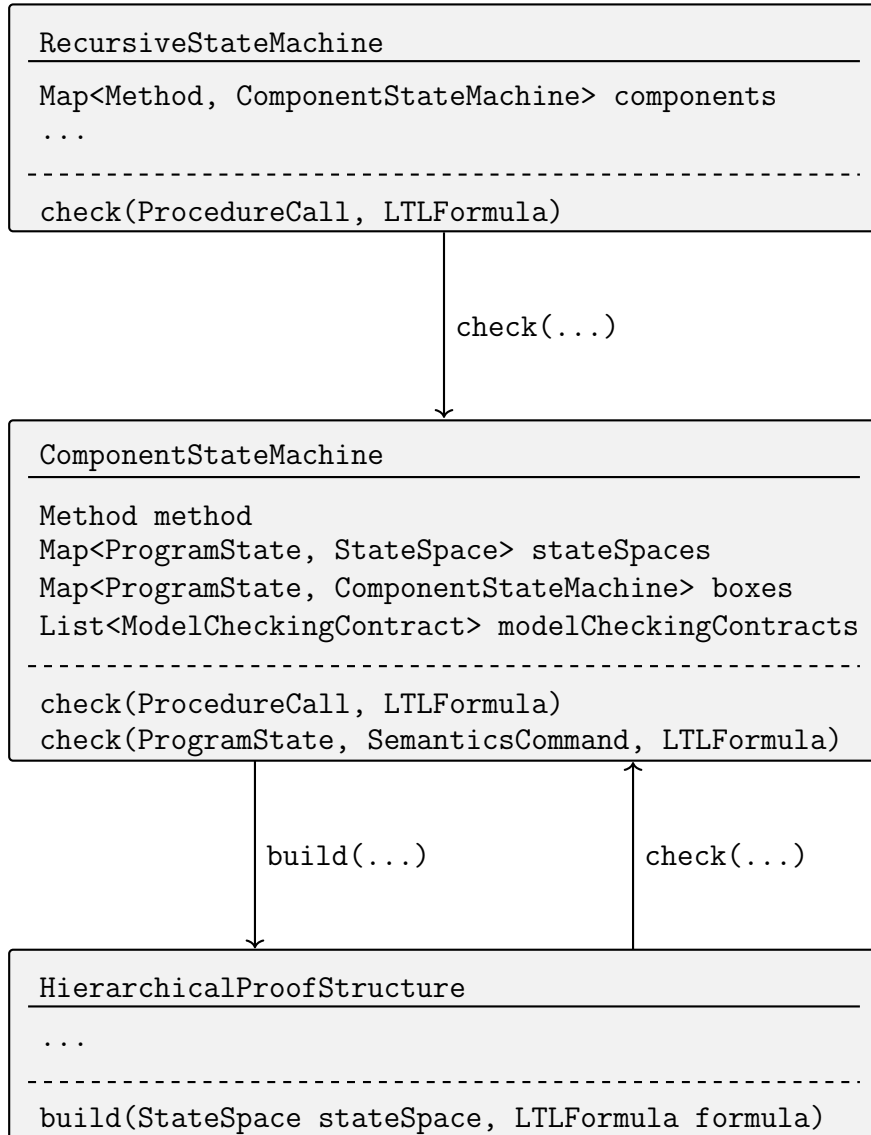 RecursiveStateMachine
Map<Method, ComponentStateMachine> components
...
check(ProcedureCall, LTLFormula)
check(...)
ComponentStateMachine
Method method
Map<ProgramState, StateSpace> stateSpaces
Map<ProgramState, ComponentStateMachine> boxes
List<ModelCheckingContract> modelCheckingContracts
check(ProcedureCall, LTLFormula)
check(ProgramState, SemanticsCommand, LTLFormula)
build(...)
check(...)
HierarchicalProofStructure
...
build(StateSpace stateSpace, LTLFormula formula)